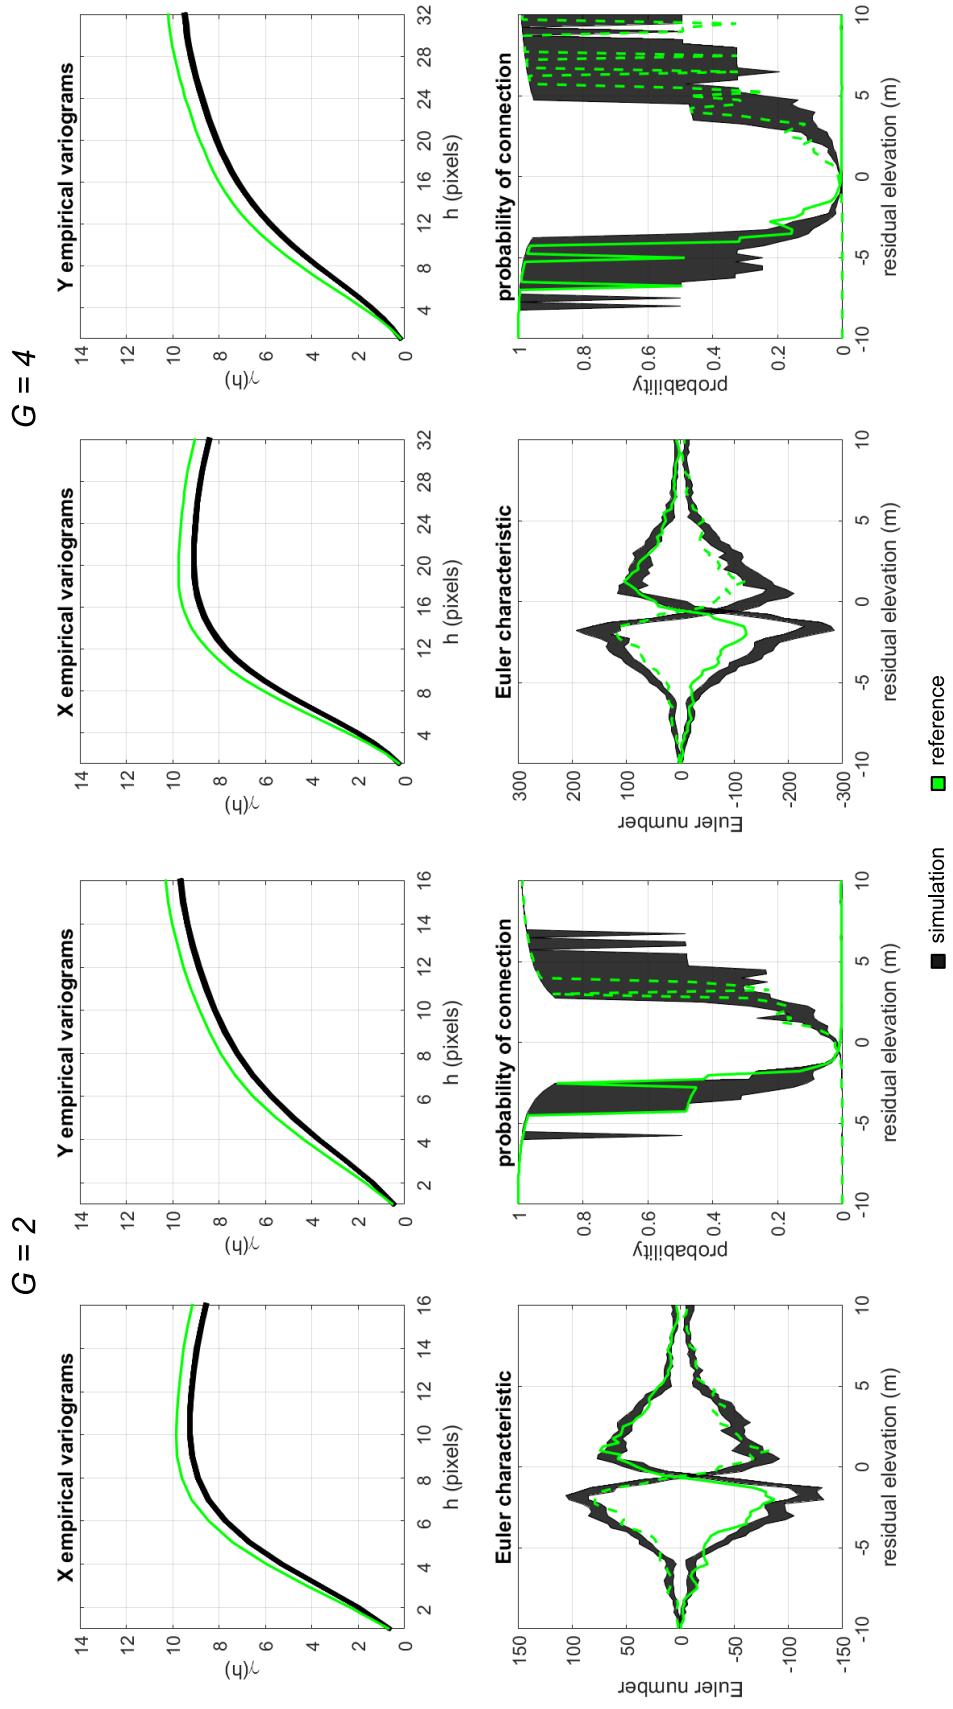 G = 2
G = 4
X empirical variograms
γ(h)
14
12
10
8
6
4
2
0
2 4 6 8 10 12 14 16
h (pixels)
Y empirical variograms
γ(h)
14
12
10
8
6
4
2
0
2 4 6 8 10 12 14 16
h (pixels)
X empirical variograms
γ(h)
14
12
10
8
6
4
2
0
4 8 12 16 20 24 28 32
h (pixels)
Y empirical variograms
γ(h)
14
12
10
8
6
4
2
0
4 8 12 16 20 24 28 32
h (pixels)
Euler characteristic
Euler number
150
100
50
0
-50
-100
-150
-10 -5 0 5 10
residual elevation (m)
probability of connection
probability
1
0.8
0.6
0.4
0.2
0
-10 -5 0 5 10
residual elevation (m)
Euler characteristic
Euler number
300
200
100
0
-100
-200
-300
-10 -5 0 5 10
residual elevation (m)
probability of connection
probability
1
0.8
0.6
0.4
0.2
0
-10 -5 0 5 10
residual elevation (m)
simulation reference